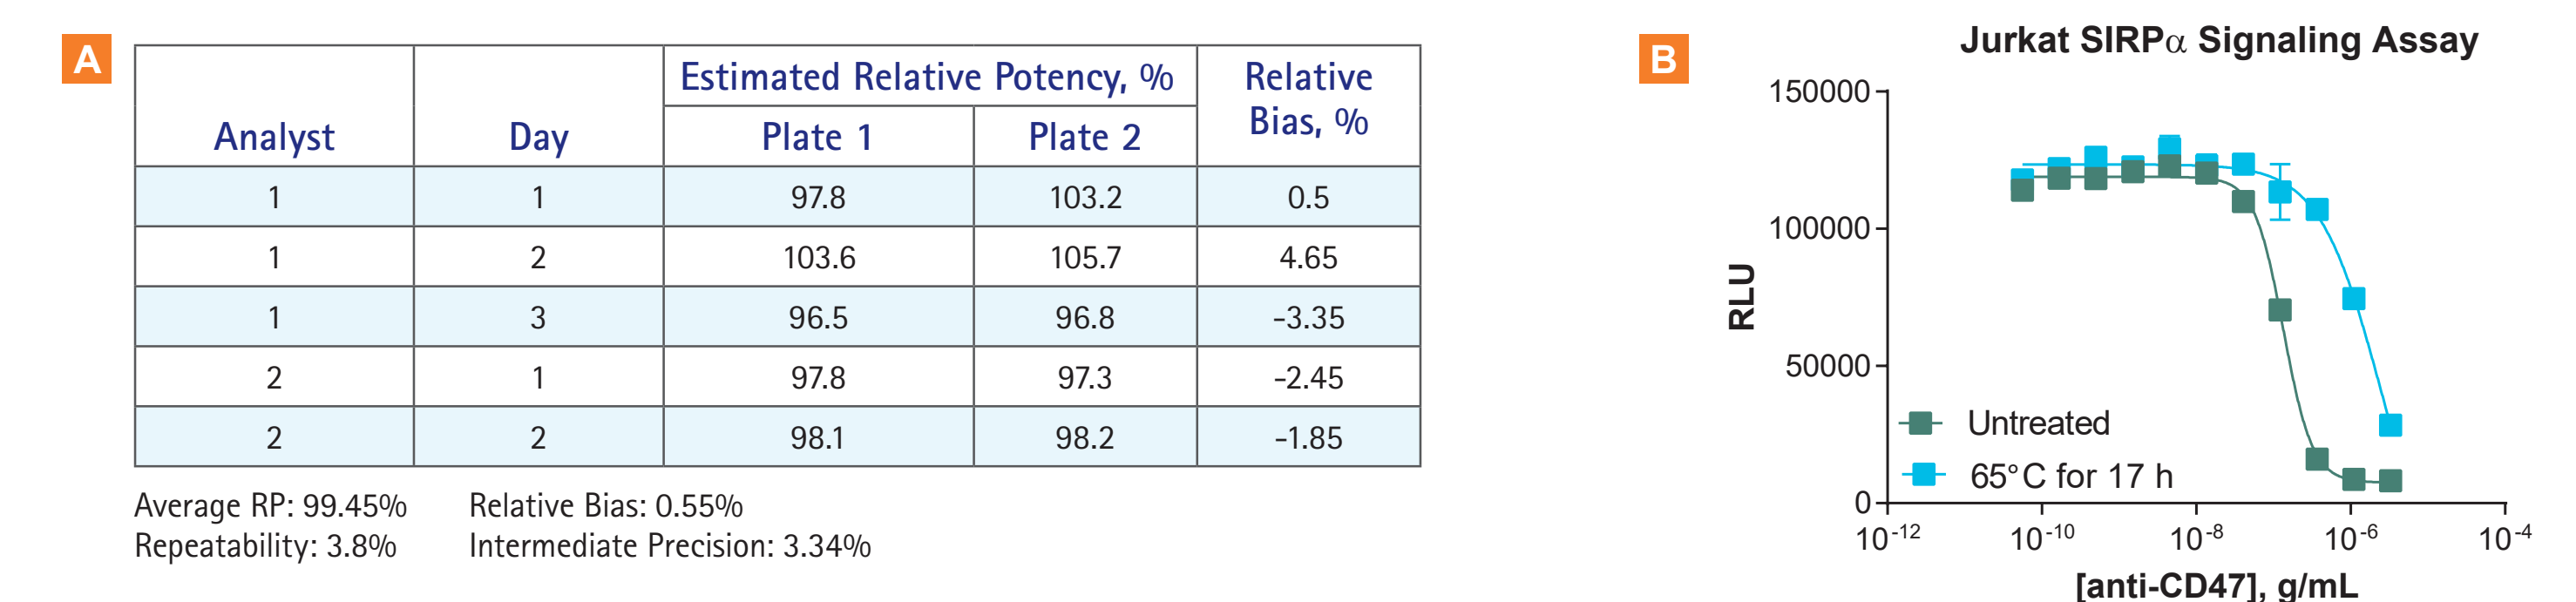 A
Estimated Relative Potency, %
Relative
Bias, %
Analyst
Day
Plate 1
Plate 2
1 1 97.8 103.2 0.5
1 2 103.6 105.7 4.65
1 3 96.5 96.8 -3.35
2 1 97.8 97.3 -2.45
2 2 98.1 98.2 -1.85
Average RP: 99.45% Relative Bias: 0.55%
Repeatability: 3.8% Intermediate Precision: 3.34%
B
Jurkat SIRPα Signaling Assay
150000
100000
50000
0
RLU
Untreated
65°C for 17 h
10⁻¹² 10⁻¹⁰ 10⁻⁸ 10⁻⁶ 10⁻⁴
[anti-CD47], g/mL